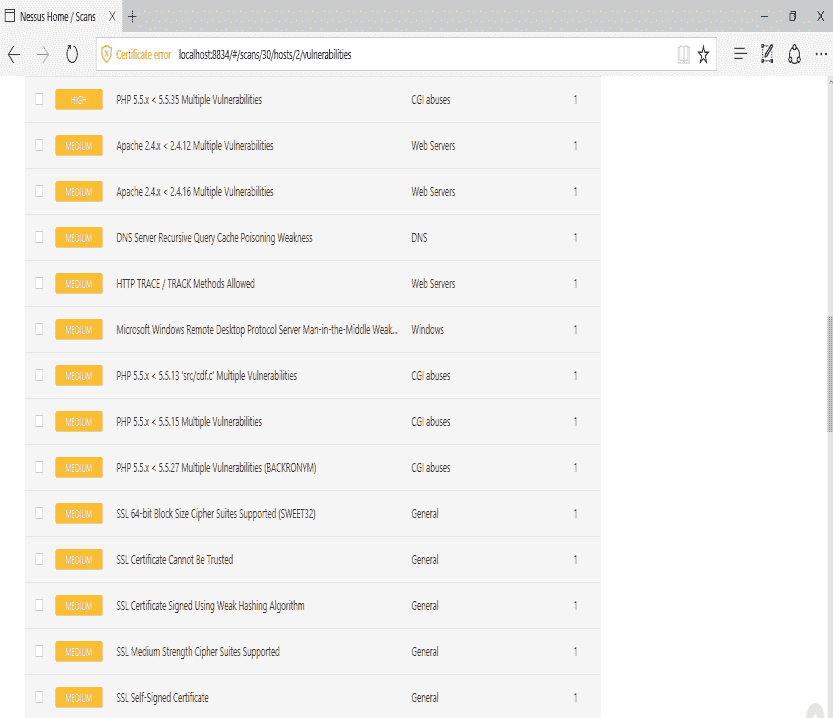 Nessus Home / Scans
Certificate error localhost:8834/#/scans/30/hosts/2/vulnerabilities
HIGH PHP 5.5.x < 5.5.35 Multiple Vulnerabilities CGI abuses 1
MEDIUM Apache 2.4.x < 2.4.12 Multiple Vulnerabilities Web Servers 1
MEDIUM Apache 2.4.x < 2.4.16 Multiple Vulnerabilities Web Servers 1
MEDIUM DNS Server Recursive Query Cache Poisoning Weakness DNS 1
MEDIUM HTTP TRACE / TRACK Methods Allowed Web Servers 1
MEDIUM Microsoft Windows Remote Desktop Protocol Server Man-in-the-Middle Weak... Windows 1
MEDIUM PHP 5.5.x < 5.5.13 'src/cdf.c' Multiple Vulnerabilities CGI abuses 1
MEDIUM PHP 5.5.x < 5.5.15 Multiple Vulnerabilities CGI abuses 1
MEDIUM PHP 5.5.x < 5.5.27 Multiple Vulnerabilities (BACKRONYM) CGI abuses 1
MEDIUM SSL 64-bit Block Size Cipher Suites Supported (SWEET32) General 1
MEDIUM SSL Certificate Cannot Be Trusted General 1
MEDIUM SSL Certificate Signed Using Weak Hashing Algorithm General 1
MEDIUM SSL Medium Strength Cipher Suites Supported General 1
MEDIUM SSL Self-Signed Certificate General 1